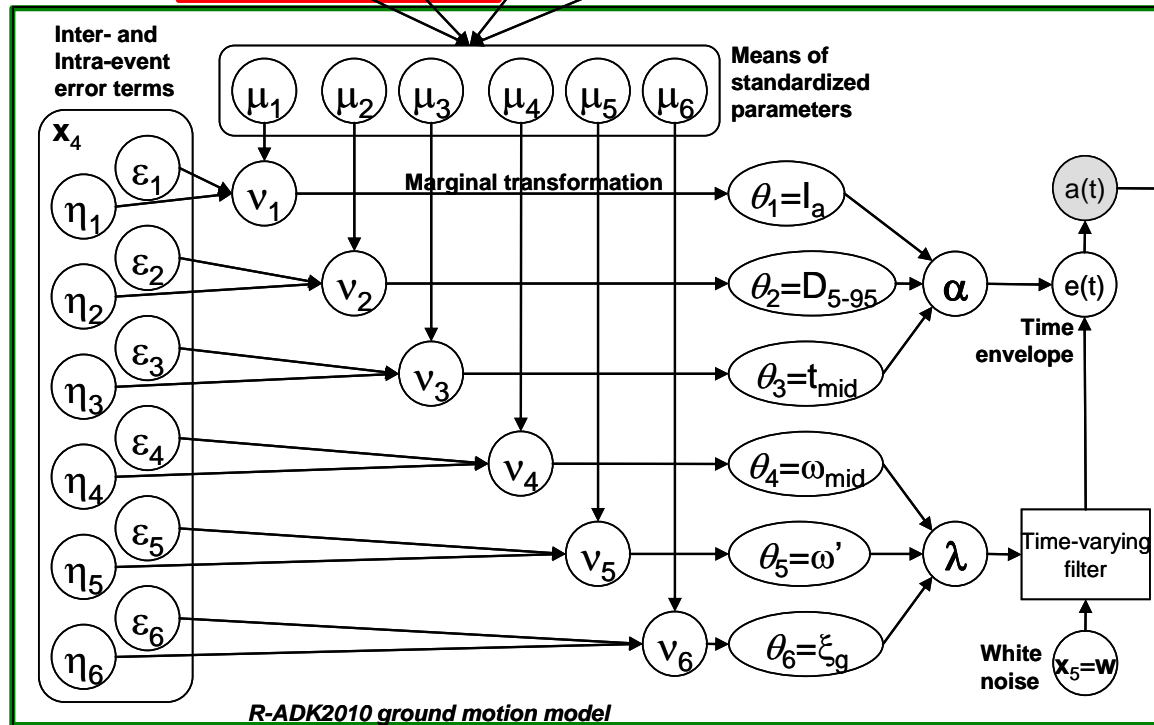 Inter- and
Intra-event
error terms
Means of
standardized
parameters
μ1 μ2 μ3 μ4 μ5 μ6
x4
ε1
η1
ν1
Marginal transformation
θ1=Ia
a(t)
ε2
η2
ν2
θ2=D5-95
α
e(t)
Time
envelope
ε3
η3
ν3
θ3=tmid
ε4
η4
ν4
θ4=ωmid
ε5
η5
ν5
θ5=ω'
λ
Time-varying
filter
ε6
η6
ν6
θ6=ξg
White
noise
x5=w
R-ADK2010 ground motion model